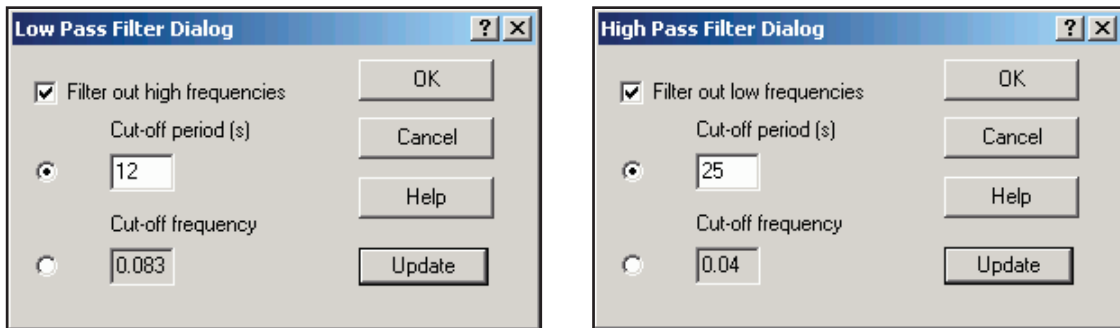 Low Pass Filter Dialog
Filter out high frequencies
OK
Cut-off period (s)
Cancel
12
Help
Cut-off frequency
0.083
Update
High Pass Filter Dialog
Filter out low frequencies
OK
Cut-off period (s)
Cancel
25
Help
Cut-off frequency
0.04
Update